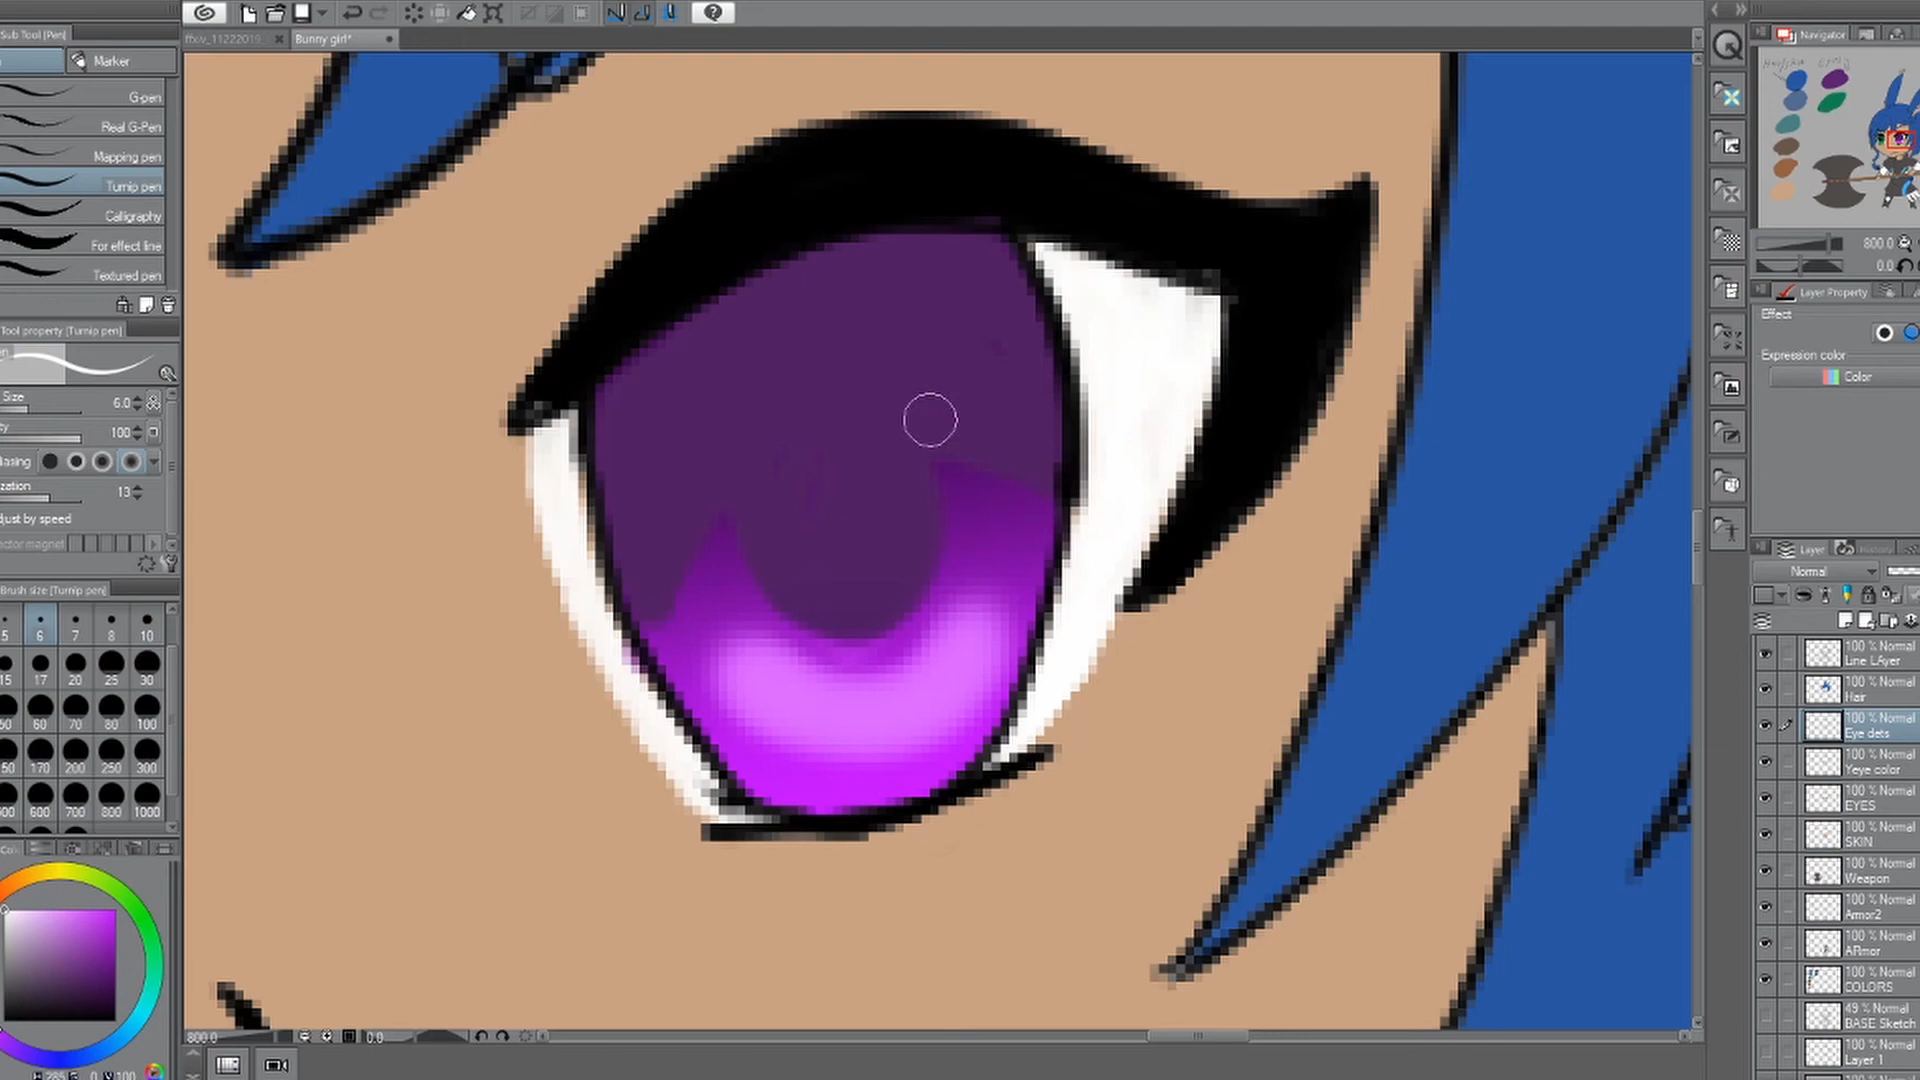 ffxiv_11222019
Bunny girl*
Sub Tool [Pen]
Marker
G-pen
Real G-Pen
Mapping pen
Turnip pen
Calligraphy
For effect line
Textured pen
Tool property [Turnip pen]
Size
6.0
100
13
Brush size [Turnip pen]
5
6
7
8
10
15
17
20
25
30
50
60
70
80
100
50
170
200
250
300
600
700
800
1000
800.0
0.0
Navigator
800.0
0.0
Layer Property
Effect
Expression color
Color
Layer
Normal
100 % Normal
Line LAyer
100 % Normal
Hair
100 % Normal
Eye dets
100 % Normal
Yeye color
100 % Normal
EYES
100 % Normal
SKIN
100 % Normal
Weapon
100 % Normal
Armor2
100 % Normal
ARmor
100 % Normal
COLORS
49 % Normal
BASE Sketch
100 % Normal
Layer 1